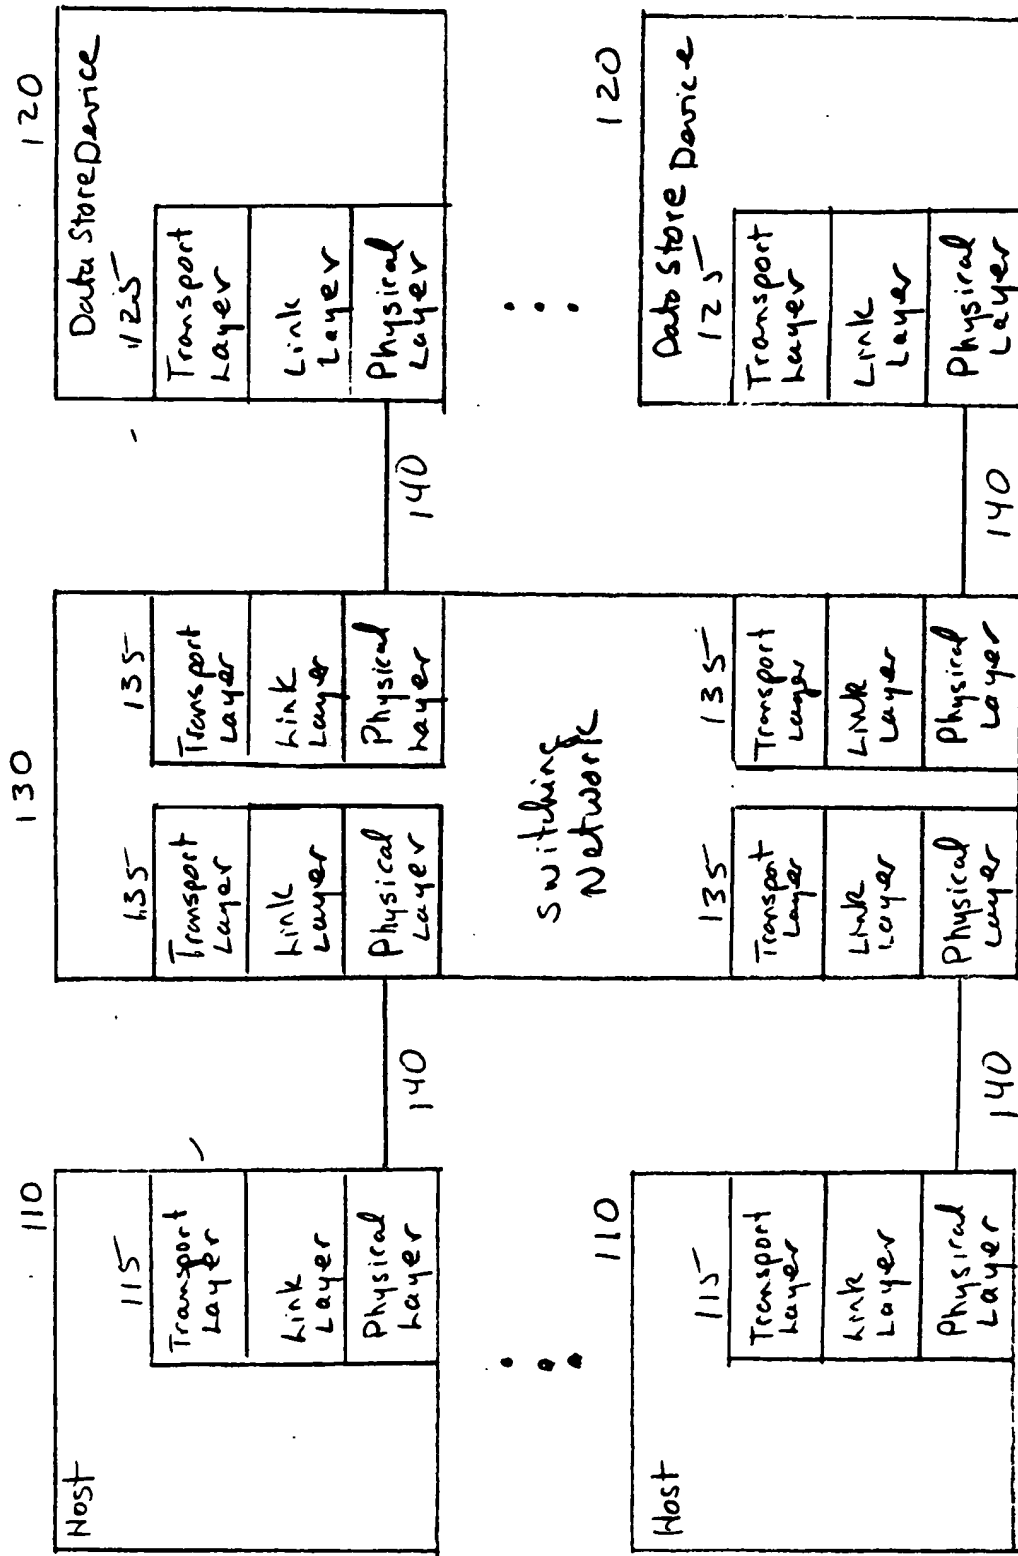 130
110
120
Host
115
Transport
Layer
Link
Layer
Physical
Layer
140
135
Transport
Layer
Link
Layer
Physical
Layer
135
Transport
Layer
Link
Layer
Physical
Layer
140
Data Store Device
125
Transport
Layer
Link
Layer
Physical
Layer
Switching
Network
110
120
Host
115
Transport
Layer
Link
Layer
Physical
Layer
140
135
Transport
Layer
Link
Layer
Physical
Layer
135
Transport
Layer
Link
Layer
Physical
Layer
140
Data Store Device
125
Transport
Layer
Link
Layer
Physical
Layer